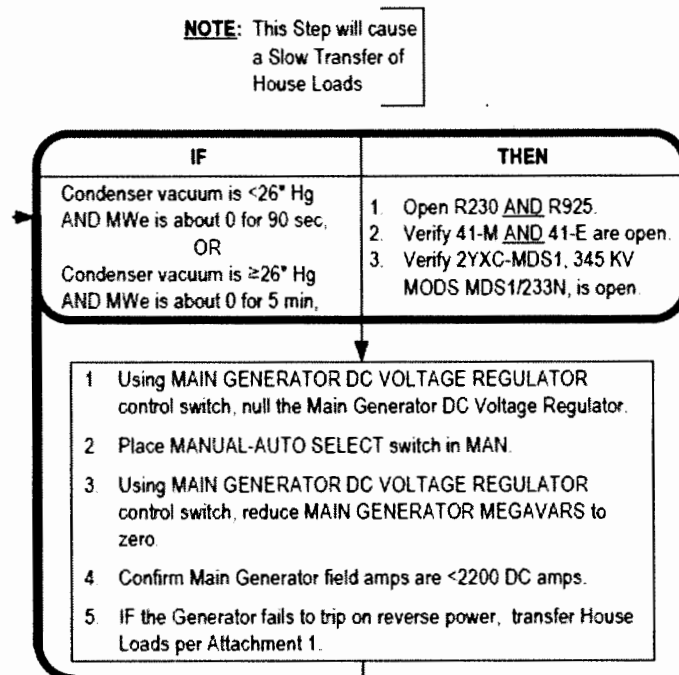 NOTE: This Step will cause
a Slow Transfer of
House Loads
IF
THEN
Condenser vacuum is <26" Hg
AND MWe is about 0 for 90 sec,
OR
Condenser vacuum is ≥26" Hg
AND MWe is about 0 for 5 min,
1. Open R230 AND R925.
2. Verify 41-M AND 41-E are open.
3. Verify 2YXC-MDS1, 345 KV
MODS MDS1/233N, is open.
1 Using MAIN GENERATOR DC VOLTAGE REGULATOR
control switch, null the Main Generator DC Voltage Regulator.
2 Place MANUAL-AUTO SELECT switch in MAN.
3. Using MAIN GENERATOR DC VOLTAGE REGULATOR
control switch, reduce MAIN GENERATOR MEGAVARS to
zero.
4 Confirm Main Generator field amps are <2200 DC amps.
5. IF the Generator fails to trip on reverse power, transfer House
Loads per Attachment 1.